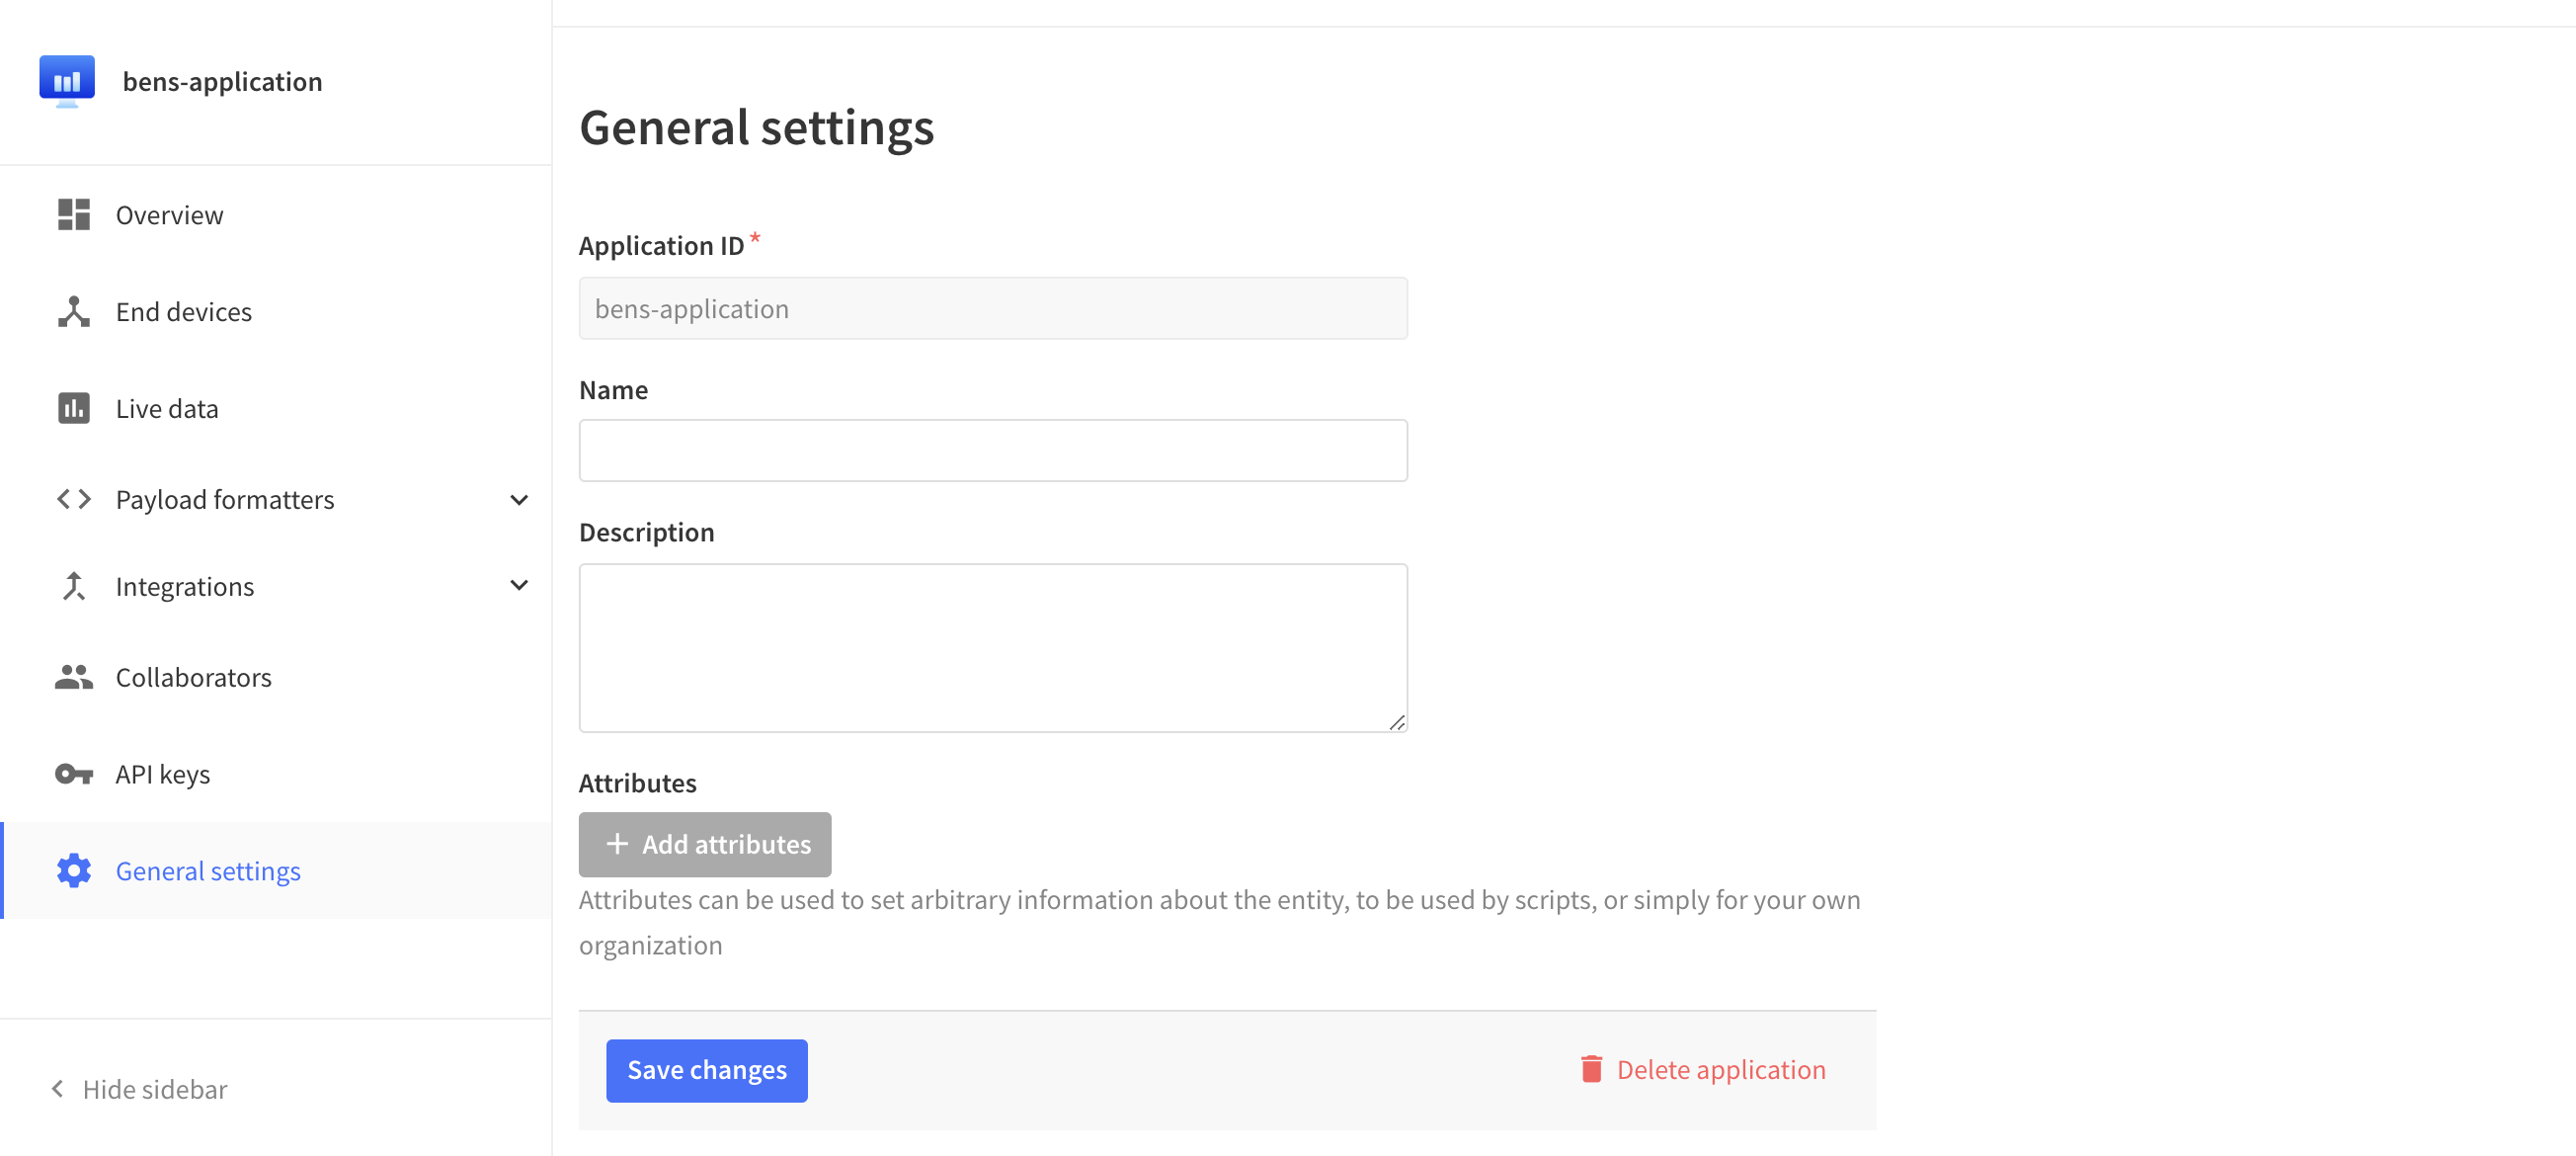 bens-application
Overview
End devices
Live data
Payload formatters
Integrations
Collaborators
API keys
General settings
Hide sidebar
General settings
Application ID *
bens-application
Name
Description
Attributes
+ Add attributes
Attributes can be used to set arbitrary information about the entity, to be used by scripts, or simply for your own
organization
Save changes
Delete application